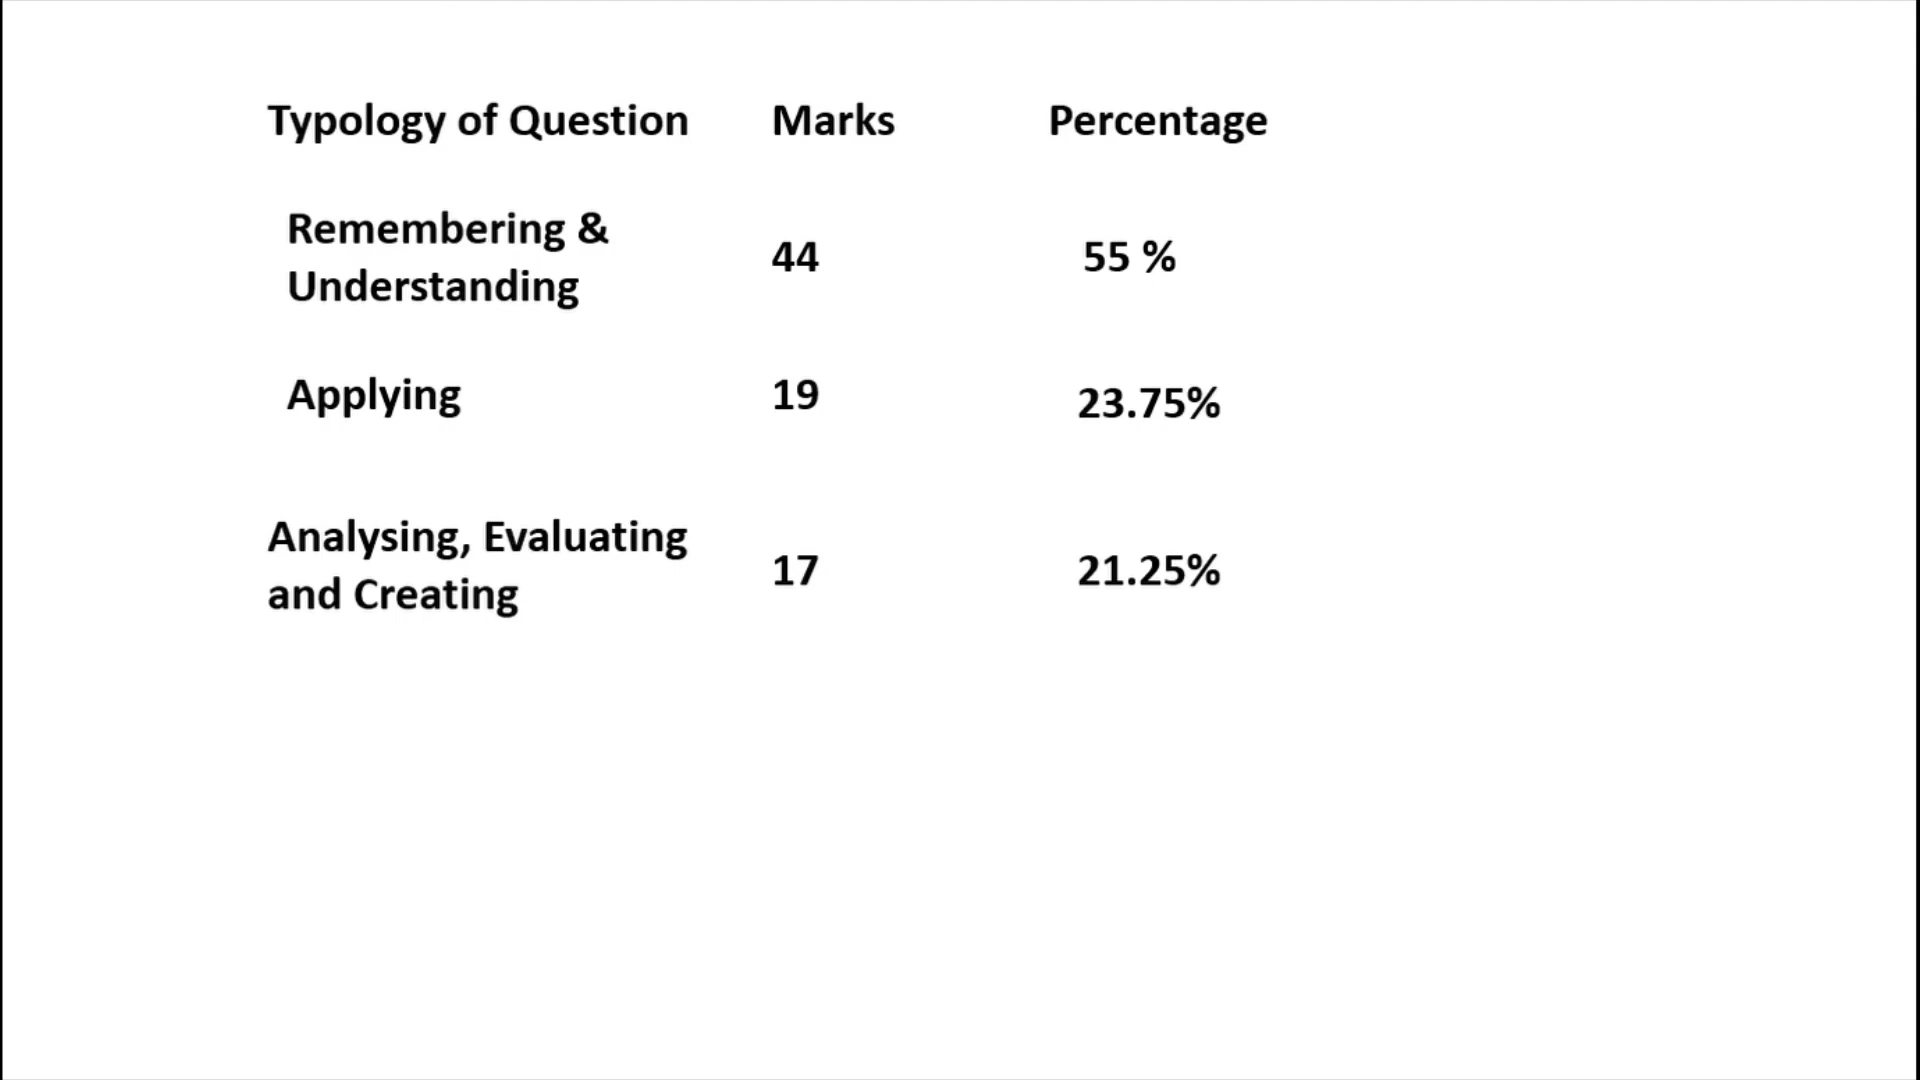 Typology of Question Marks Percentage
Remembering &
Understanding
44 55 %
Applying 19 23.75%
Analysing, Evaluating
and Creating
17 21.25%